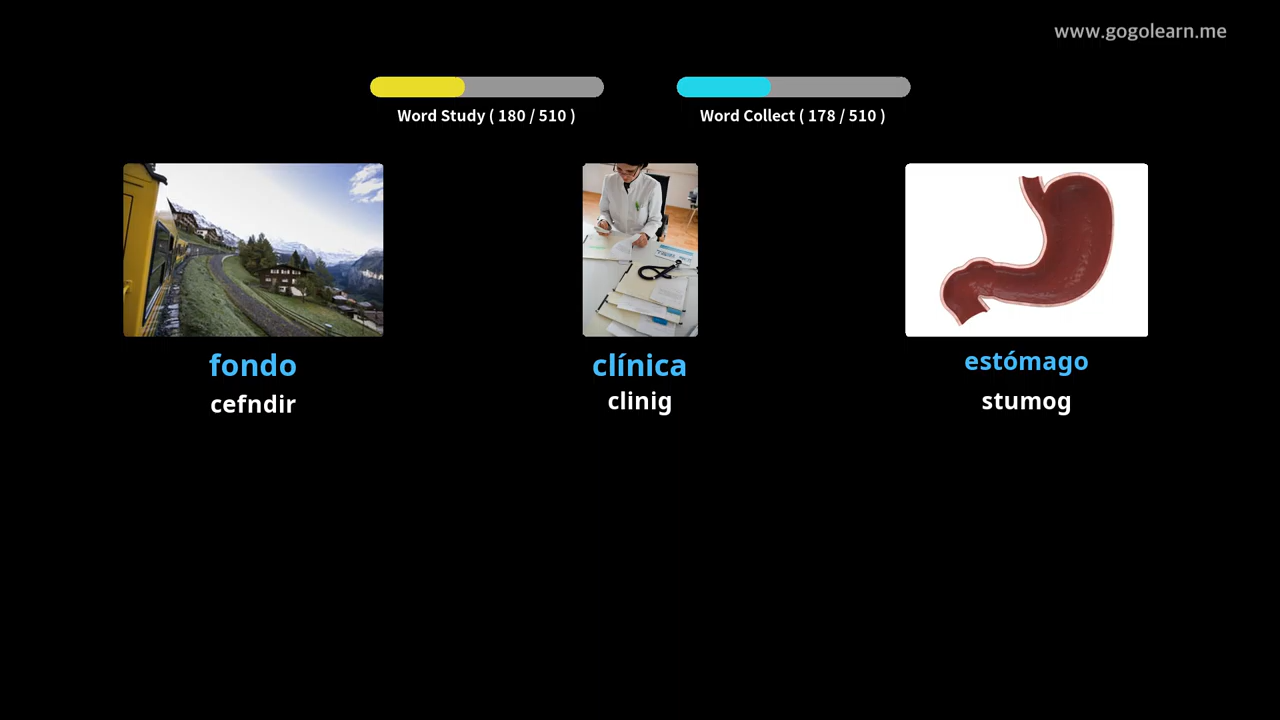 www.gogolearn.me
Word Study ( 180 / 510 )
Word Collect ( 178 / 510 )
fondo
cefndir
clínica
clinig
estómago
stumog